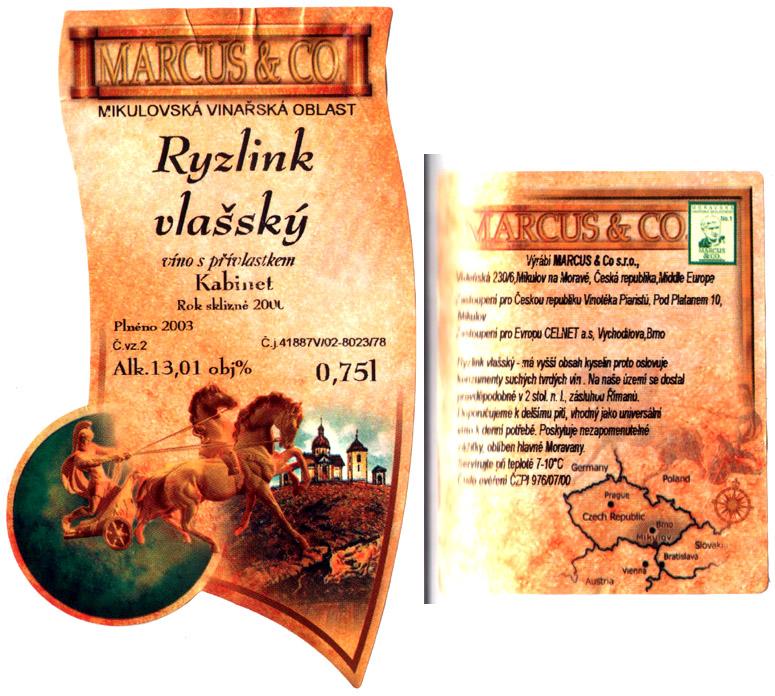 MARCUS & CO.
MIKULOVSKÁ VINAŘSKÁ OBLAST
Ryzlink
vlašský
víno s přívlastkem
Kabinet
Rok sklizně
Plněno 2003
Č.vz.2
Č.j.41887V/02-8023/78
Alk.13,01 obj%
0,75l
MARCUS & CO.
No.1
MARCUS
& CO.
Vyrábí MARCUS & Co s.r.o.,
230/6,Mikulov na Moravě, Česká republika,Middle Europe
Zastoupení pro Českou republiku Vinotéka Piaristů, Pod Platanem 10,
Mikulov
Zastoupení pro Evropu CELNET a.s, Vychodilova,Brno
Ryzlink vlašský - má vyšší obsah kyselin proto oslovuje
konzumenty suchých tvrdých vín . Na naše území se dostal
pravděpodobně v 2 stol. n. l., zásluhou Římanů.
Doporučujeme k delšímu pití, vhodný jako universální
víno k denní potřebě. Poskytuje nezapomenutelné
zážitky, oblíben hlavně Moravany.
Servírujte při teplotě 7-10°C
Číslo ověření ČZPI 976/07/00
Germany
Poland
Prague
Czech Republic
Brno
Mikulov
Slovak
Bratislava
Vienna
Austria